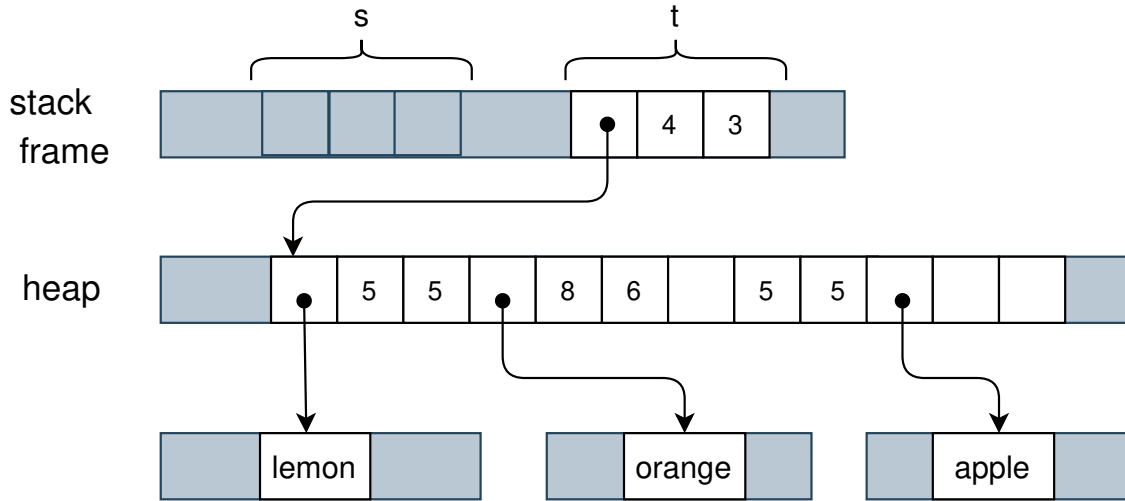 s t
stack
frame
4 3
heap
5 5 8 6 5 5
lemon orange apple